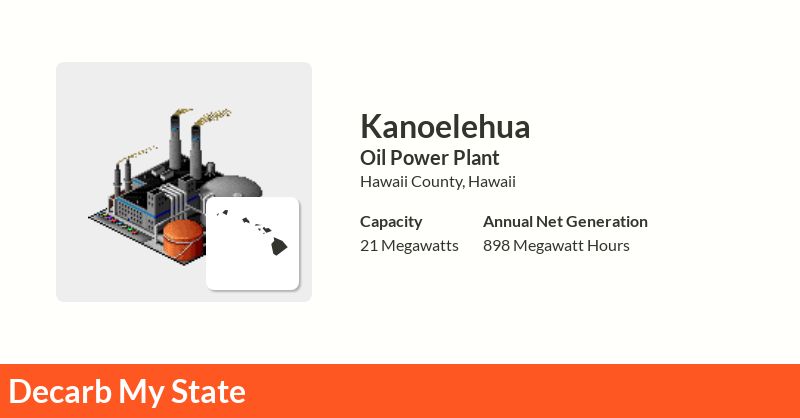 Kanoelehua
Oil Power Plant
Hawaii County, Hawaii
Capacity
21 Megawatts
Annual Net Generation
898 Megawatt Hours
Decarb My State